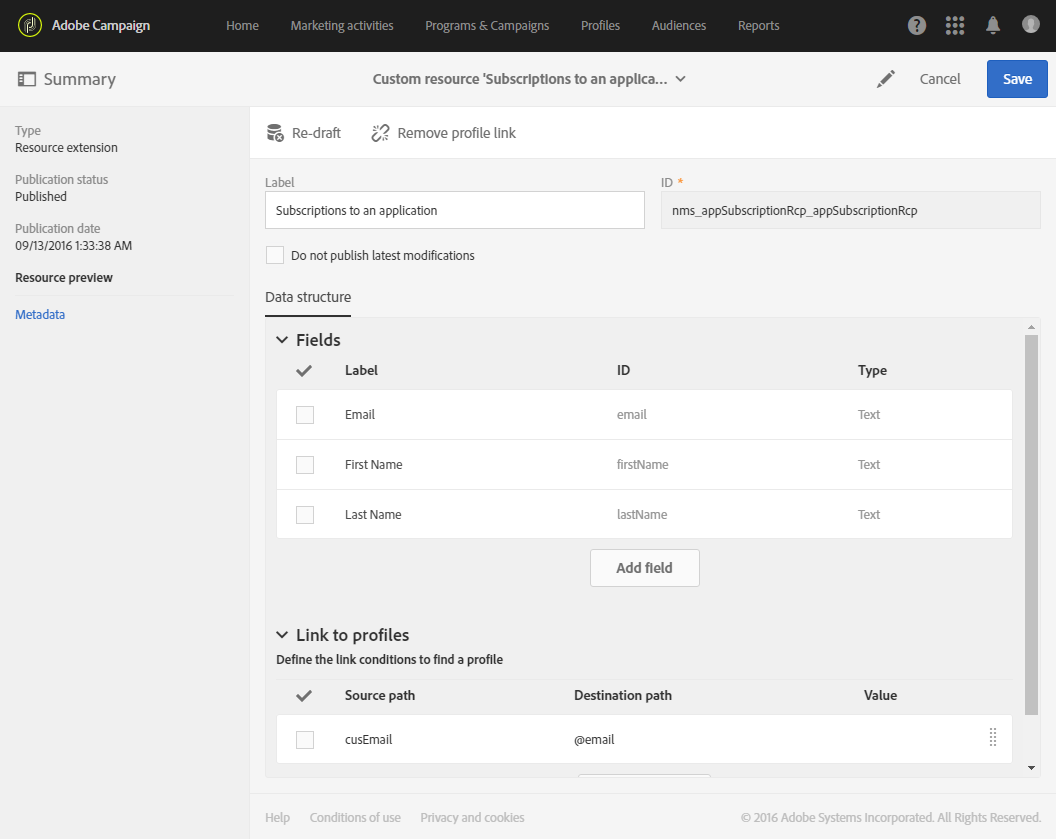 Adobe Campaign Home Marketing activities Programs & Campaigns Profiles Audiences Reports ?
Summary Custom resource 'Subscriptions to an applica... Cancel Save
Type
Resource extension
Publication status
Published
Publication date
09/13/2016 1:33:38 AM
Resource preview
Metadata
Re-draft Remove profile link
Label ID *
Subscriptions to an application nms_appSubscriptionRcp_appSubscriptionRcp
Do not publish latest modifications
Data structure
Fields
Label ID Type
Email email Text
First Name firstName Text
Last Name lastName Text
Add field
Link to profiles
Define the link conditions to find a profile
Source path Destination path Value
cusEmail @email
Help Conditions of use Privacy and cookies © 2016 Adobe Systems Incorporated. All Rights Reserved.